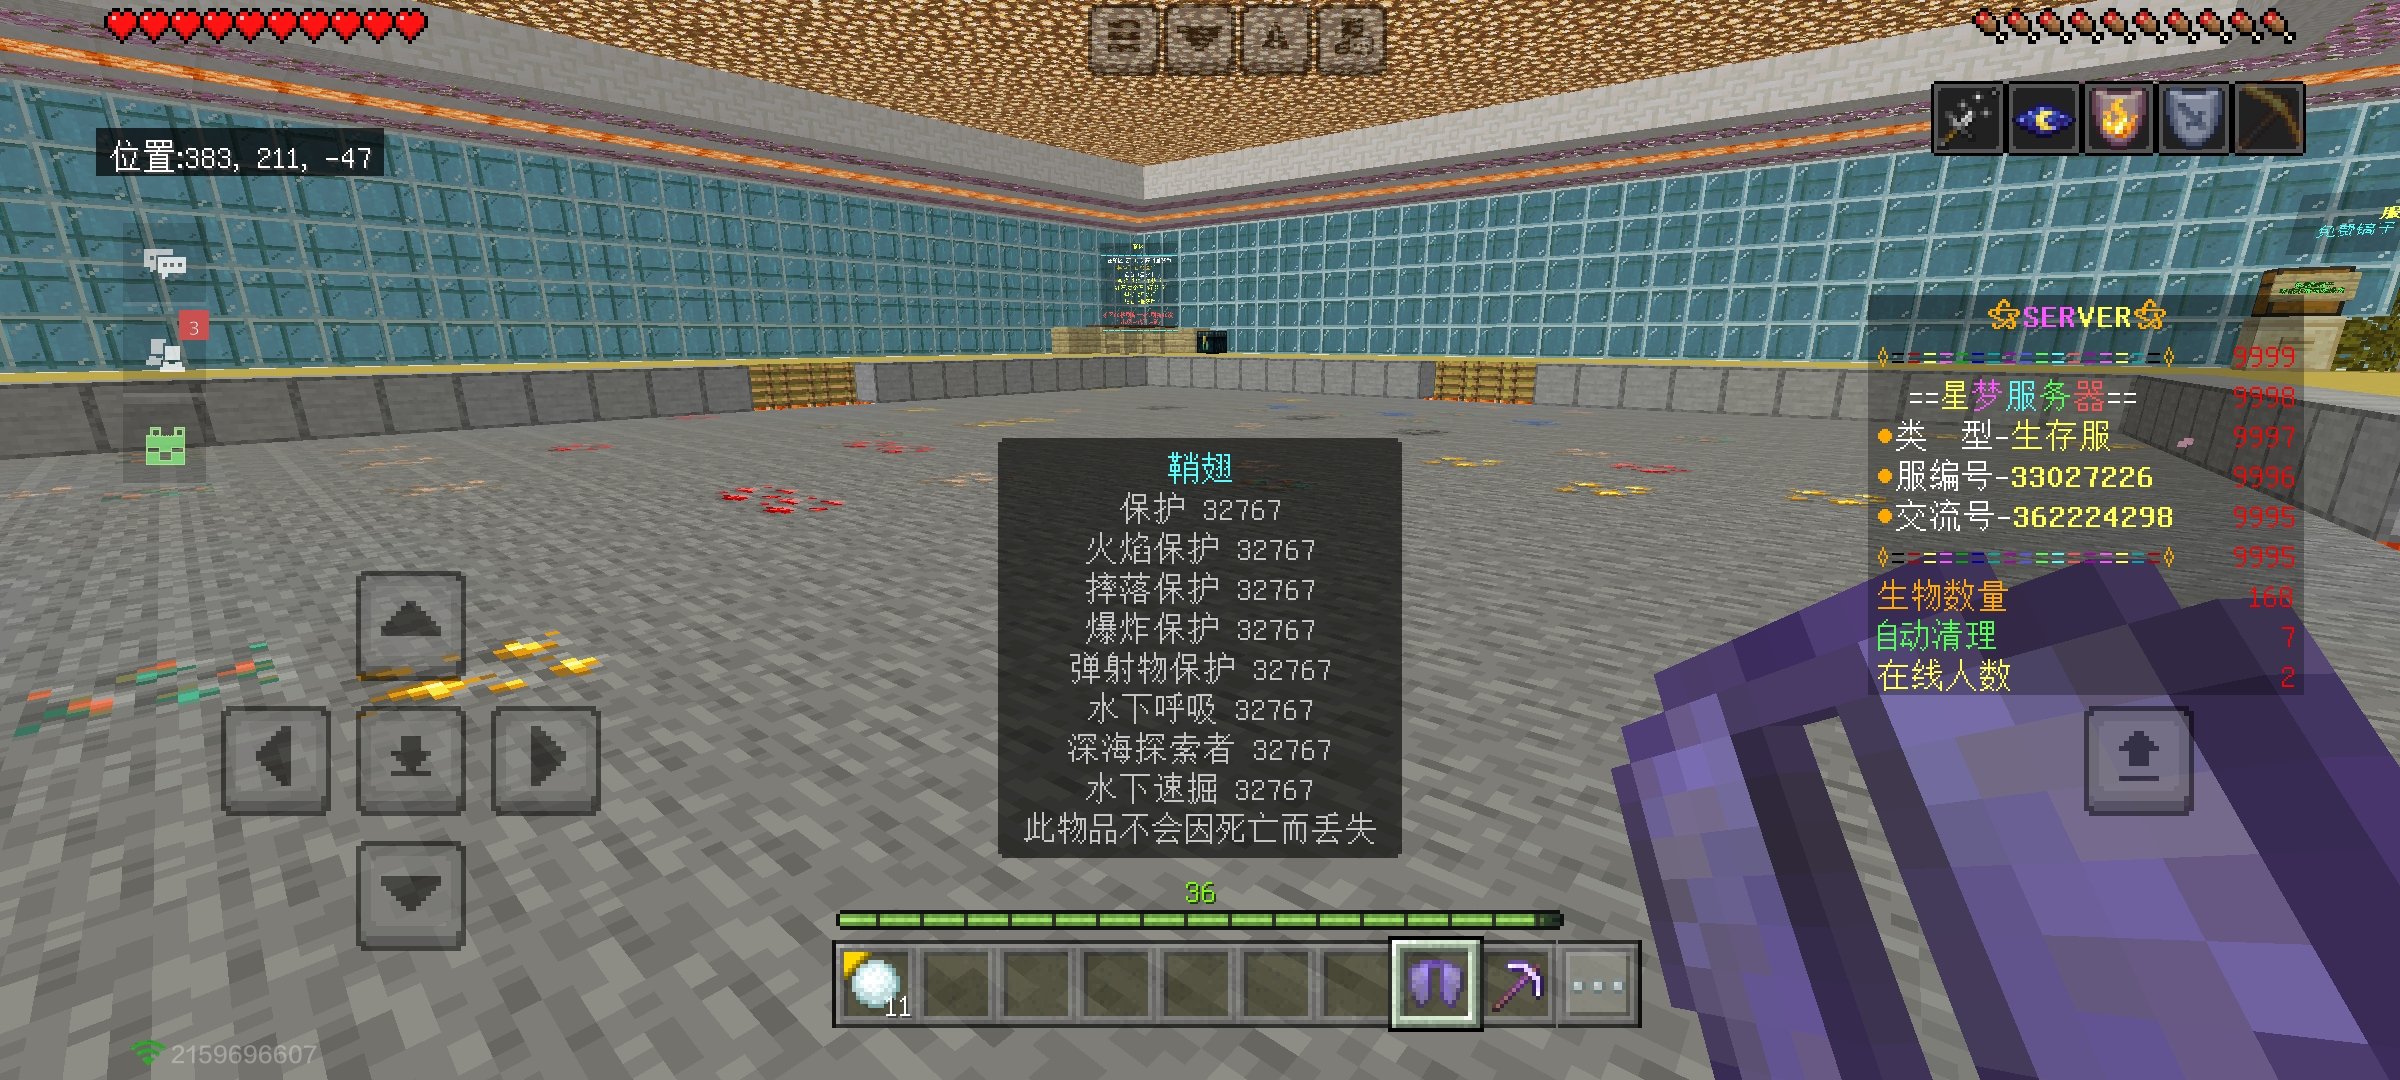 位置:383, 211, -47
3
免费镐子
SERVER
9999
==星梦服务器== 9998
类 型-生存服 9997
服编号-33027226 9996
交流号-362224298 9995
9995
生物数量 168
自动清理 7
在线人数 2
鞘翅
保护 32767
火焰保护 32767
摔落保护 32767
爆炸保护 32767
弹射物保护 32767
水下呼吸 32767
深海探索者 32767
水下速掘 32767
此物品不会因死亡而丢失
36
11
2159696607